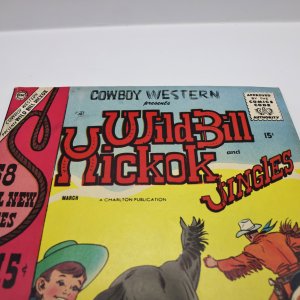 COWBOY WESTERN
presents
Wild Bill
Hickok and
JINGLES
15¢
APPROVED
BY THE
COMICS
CODE
AUTHORITY
MARCH
A CHARLTON PUBLICATION
68
NEW
15¢